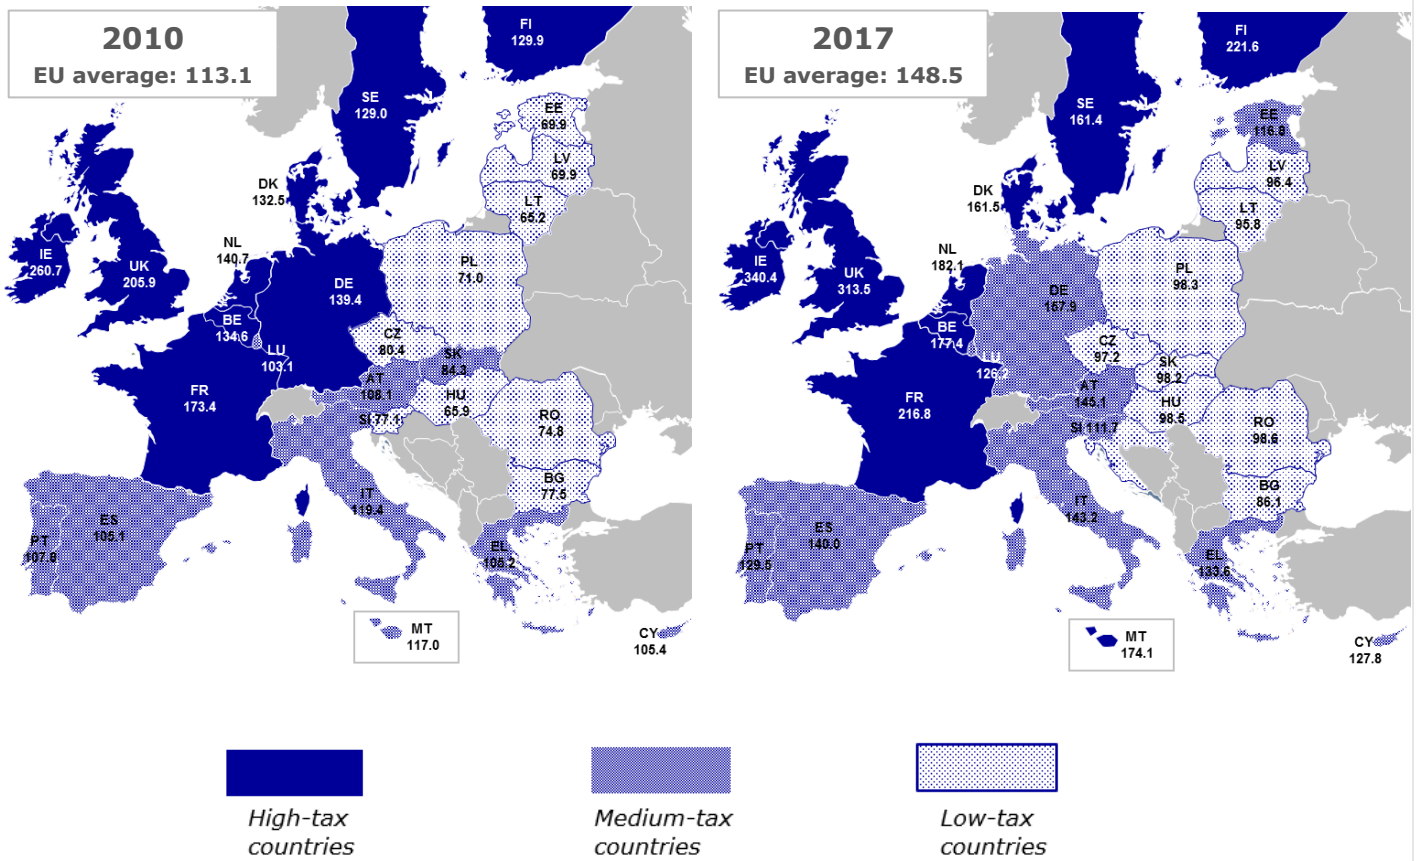 2010
EU average: 113.1
FI
129.9
SE
129.0
EE
69.9
LV
69.9
DK
132.5
LT
65.2
NL
140.7
IE
260.7
UK
205.9
PL
71.0
DE
139.4
BE
134.6
CZ
80.4
LU
103.1
SK
84.3
AT
108.1
FR
173.4
HU
65.9
SI 77.1
RO
74.8
BG
77.5
IT
119.4
ES
105.1
PT
EL
105.2
MT
117.0
CY
105.4
2017
EU average: 148.5
FI
221.6
SE
161.4
EE
116.8
LV
96.4
DK
161.5
LT
95.8
NL
182.1
IE
340.4
UK
313.5
PL
98.3
DE
157.9
BE
177.4
CZ
97.2
LU
126.2
SK
98.2
AT
145.1
FR
216.8
HU
98.5
SI 111.7
RO
98.6
BG
86.1
IT
143.2
ES
140.0
PT
129.5
EL
133.6
MT
174.1
CY
127.8
High-tax
countries
Medium-tax
countries
Low-tax
countries